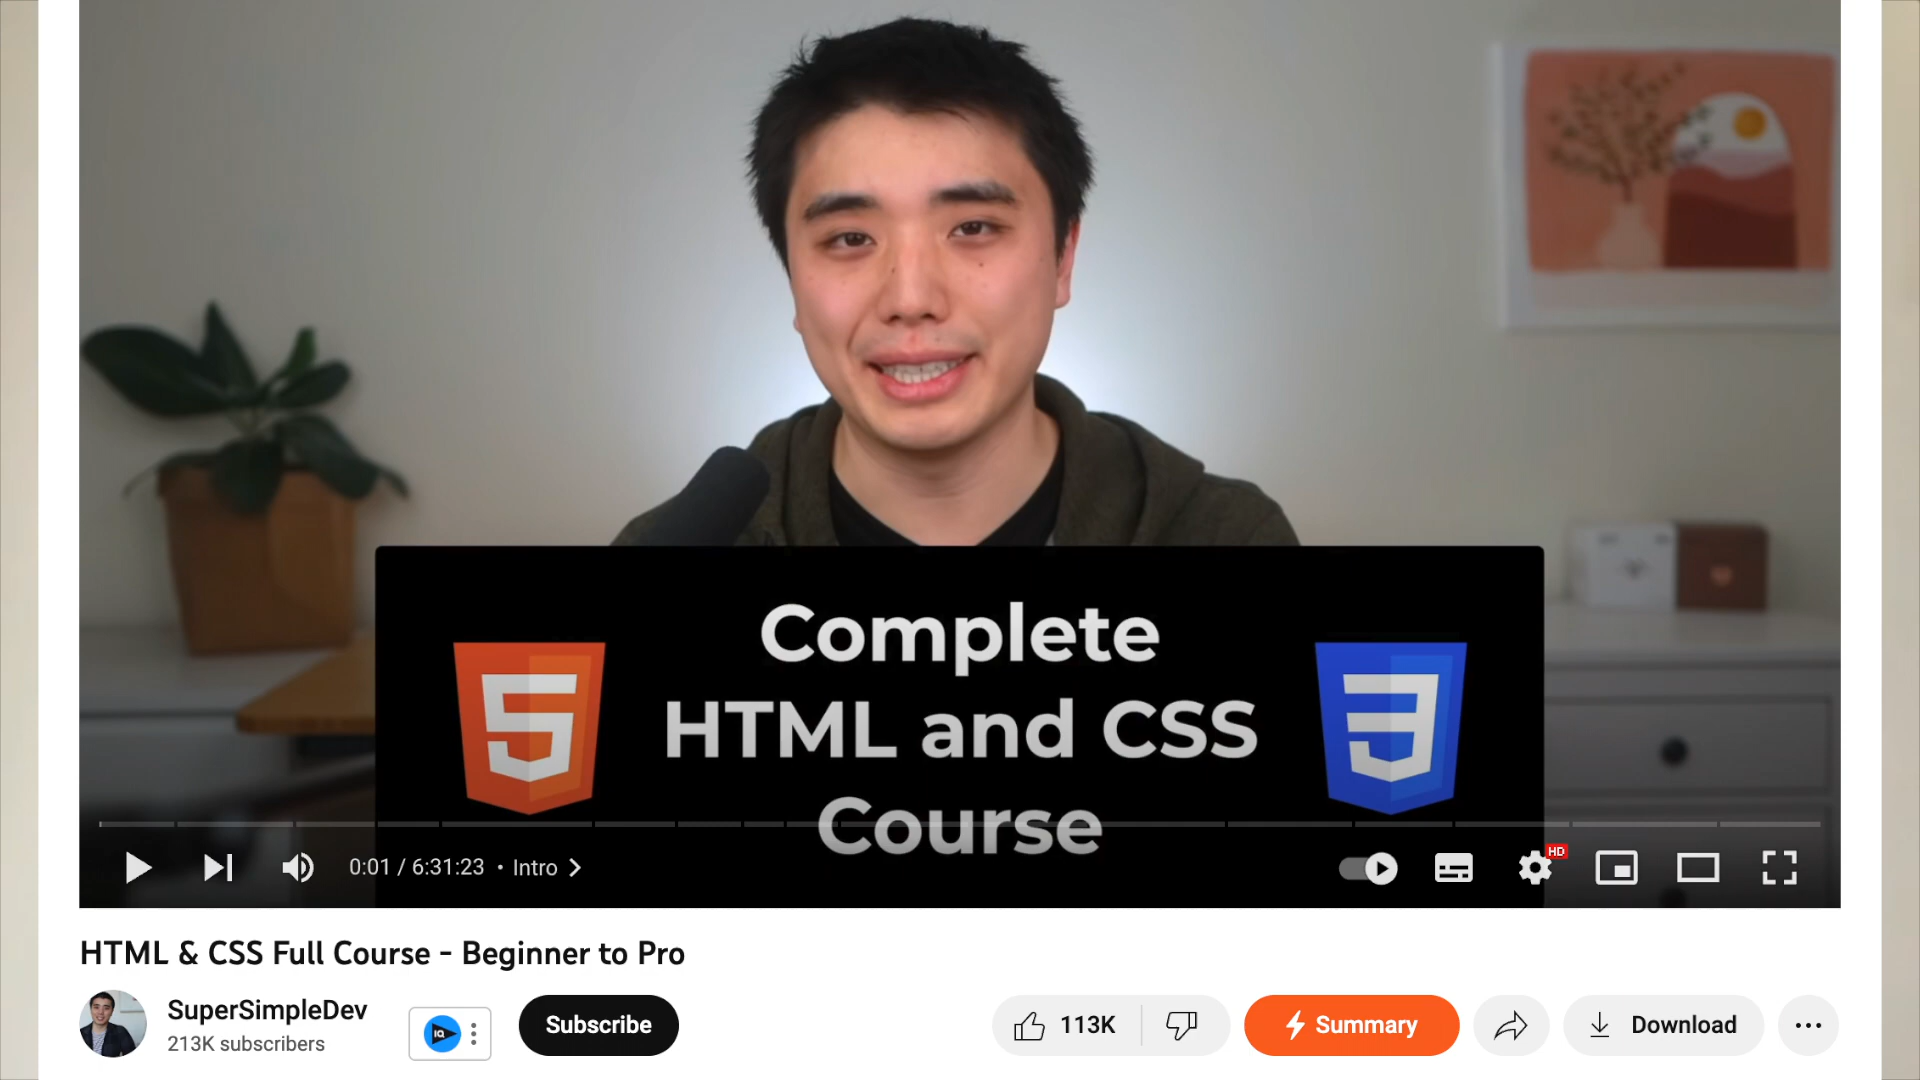 Complete
HTML and CSS
Course
0:01 / 6:31:23 • Intro
HD
HTML & CSS Full Course - Beginner to Pro
SuperSimpleDev
213K subscribers
IQ
Subscribe
113K
Summary
Download